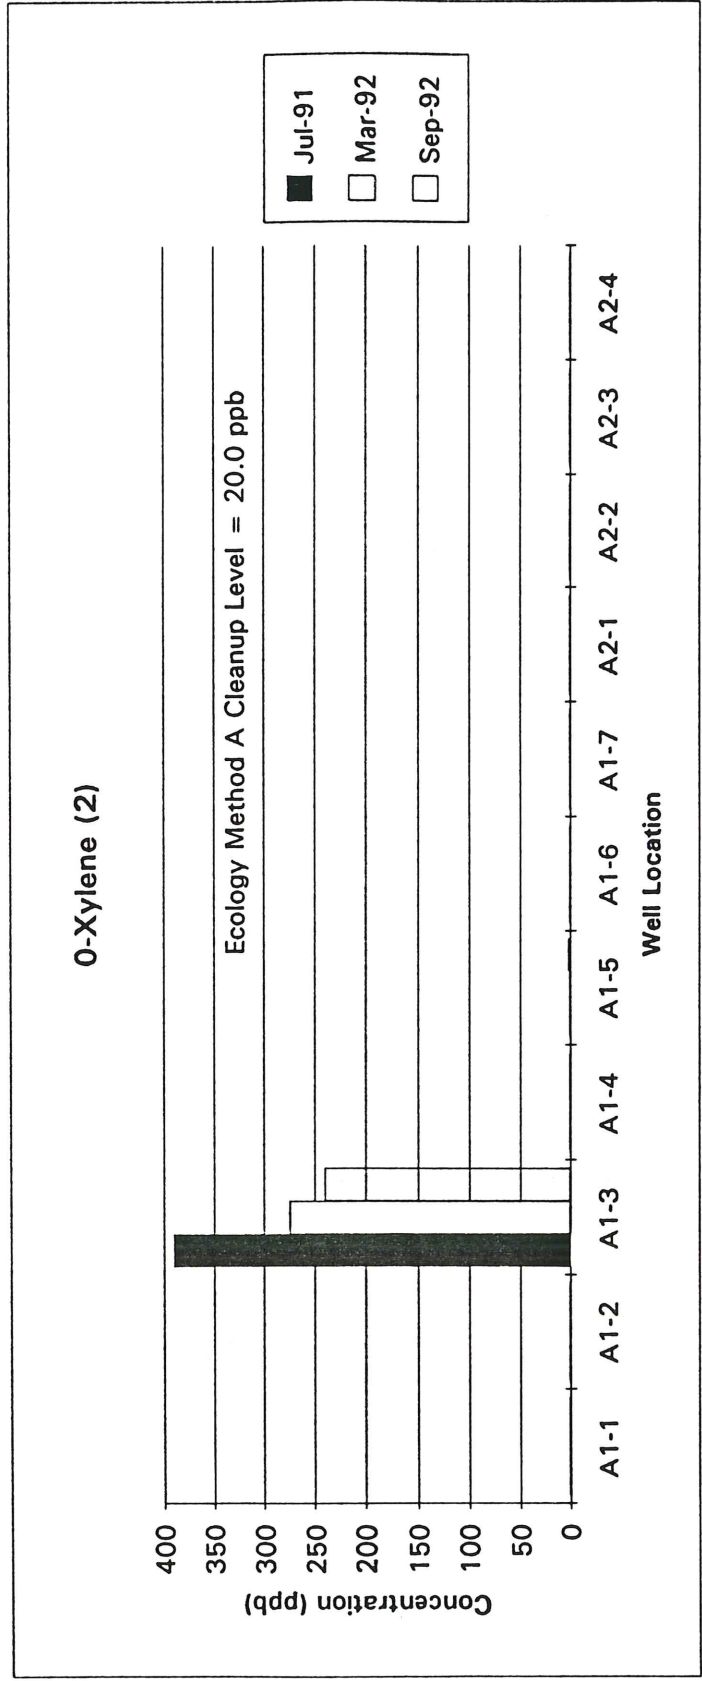 0-Xylene (2)
Ecology Method A Cleanup Level = 20.0 ppb
Concentration (ppb)
400
350
300
250
200
150
100
50
0
A1-1 A1-2 A1-3 A1-4 A1-5 A1-6 A1-7 A2-1 A2-2 A2-3 A2-4
Well Location
Jul-91
Mar-92
Sep-92